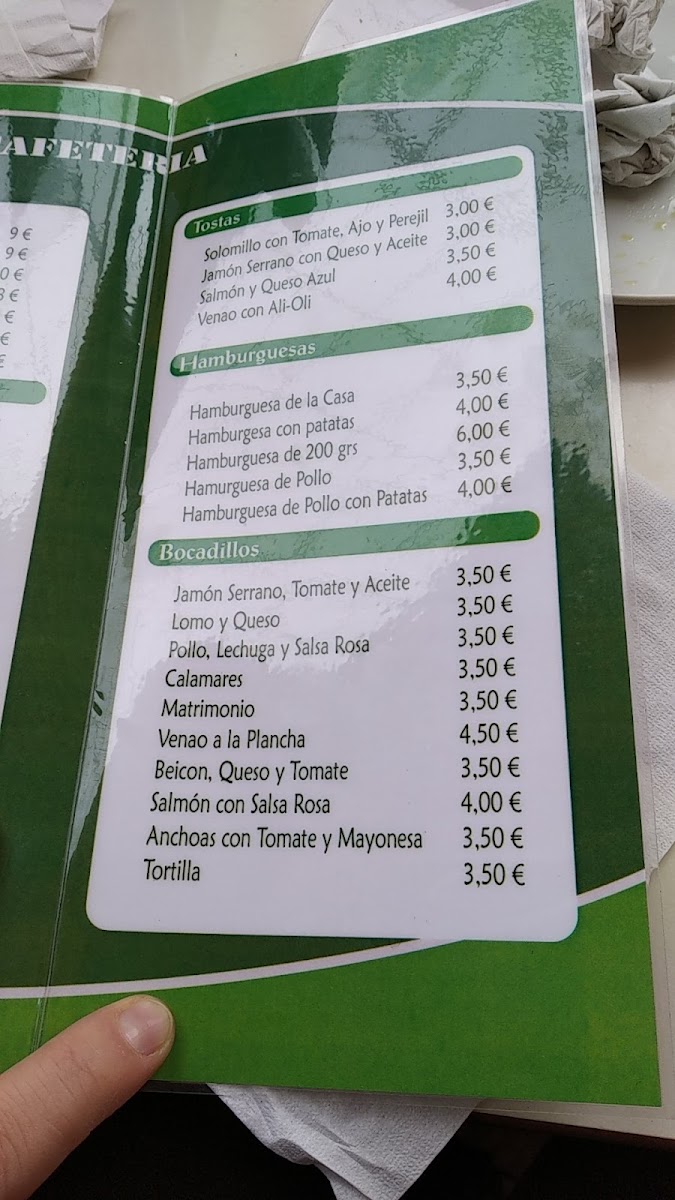 CAFETERIA
9 €
9 €
0 €
3 €
€
€
€
Tostas
Solomillo con Tomate, Ajo y Perejil 3,00 €
Jamón Serrano con Queso y Aceite 3,00 €
Salmón y Queso Azul 3,50 €
Venao con Ali-Oli 4,00 €
Hamburguesas
Hamburguesa de la Casa 3,50 €
Hamburgesa con patatas 4,00 €
Hamburguesa de 200 grs 6,00 €
Hamurguesa de Pollo 3,50 €
Hamburguesa de Pollo con Patatas 4,00 €
Bocadillos
Jamón Serrano, Tomate y Aceite 3,50 €
Lomo y Queso 3,50 €
Pollo, Lechuga y Salsa Rosa 3,50 €
Calamares 3,50 €
Matrimonio 3,50 €
Venao a la Plancha 4,50 €
Beicon, Queso y Tomate 3,50 €
Salmón con Salsa Rosa 4,00 €
Anchoas con Tomate y Mayonesa 3,50 €
Tortilla 3,50 €